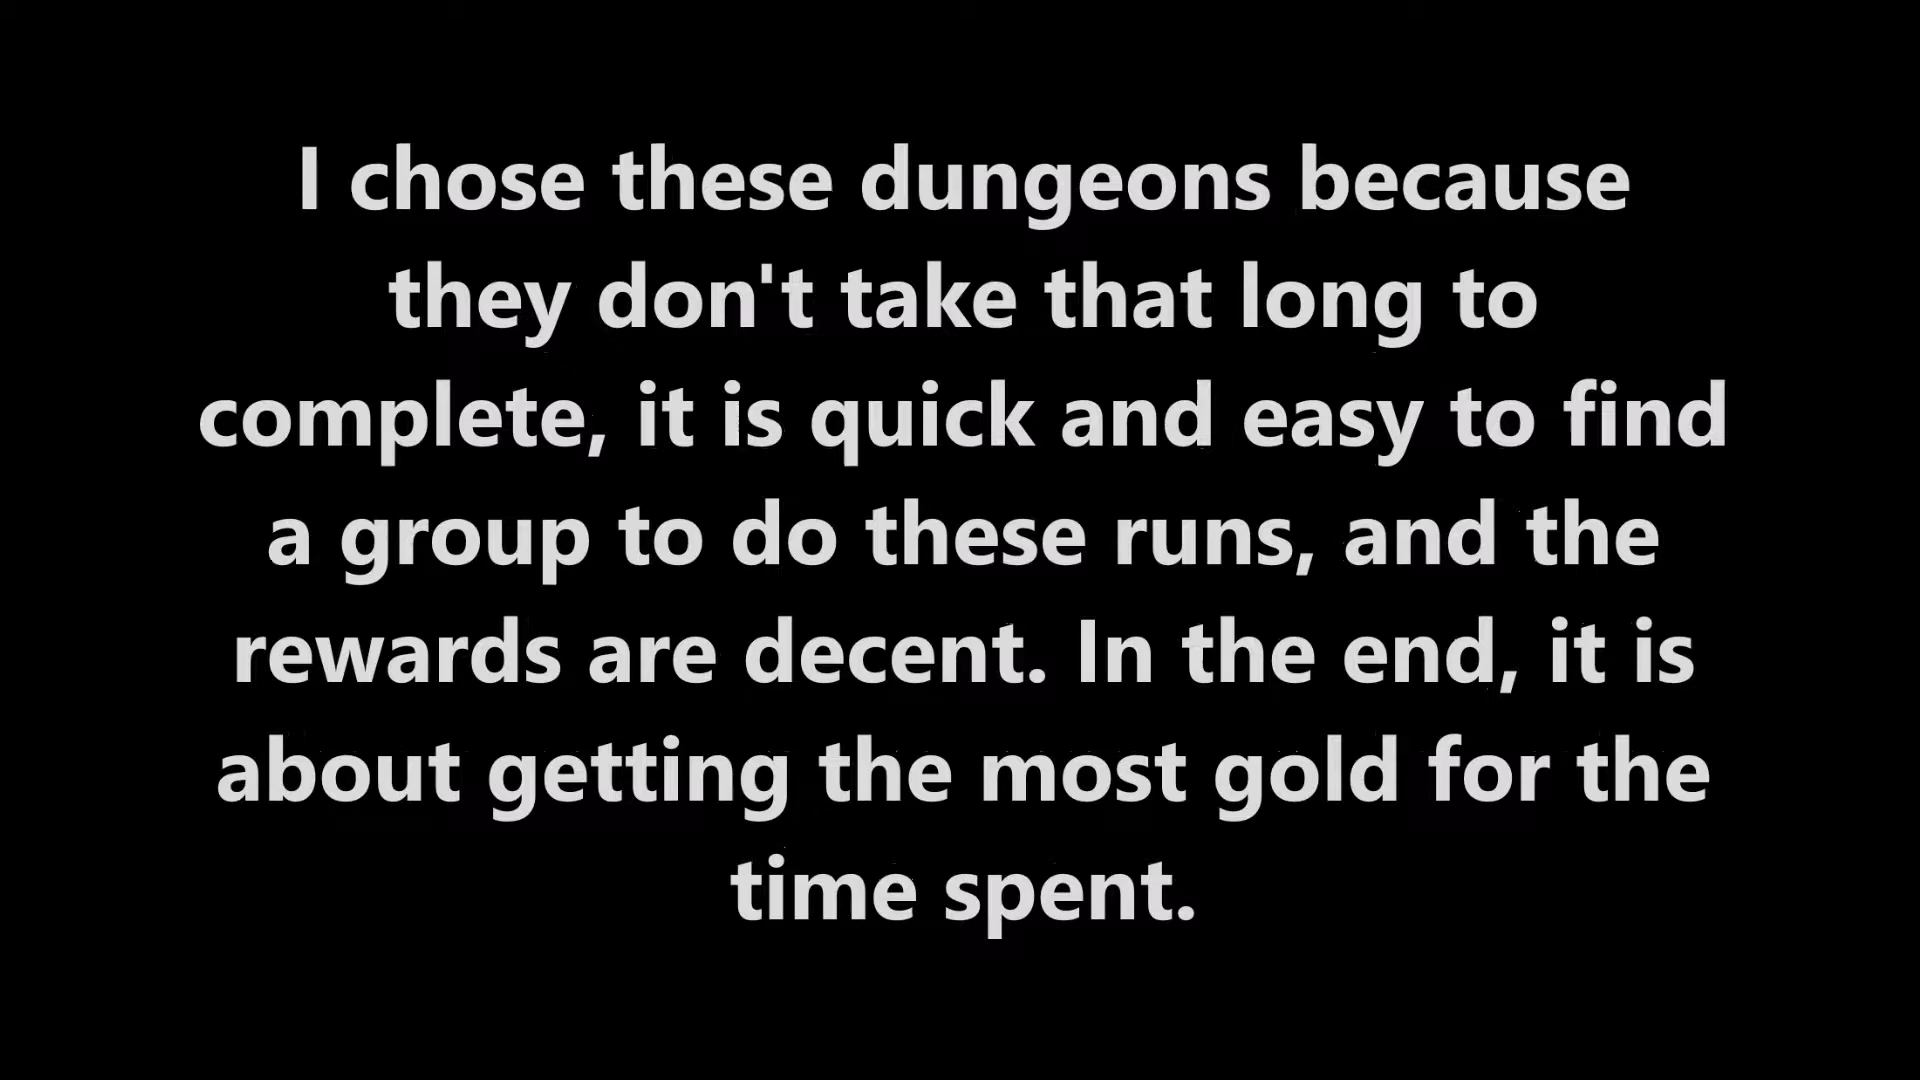 I chose these dungeons because
they don't take that long to
complete, it is quick and easy to find
a group to do these runs, and the
rewards are decent. In the end, it is
about getting the most gold for the
time spent.